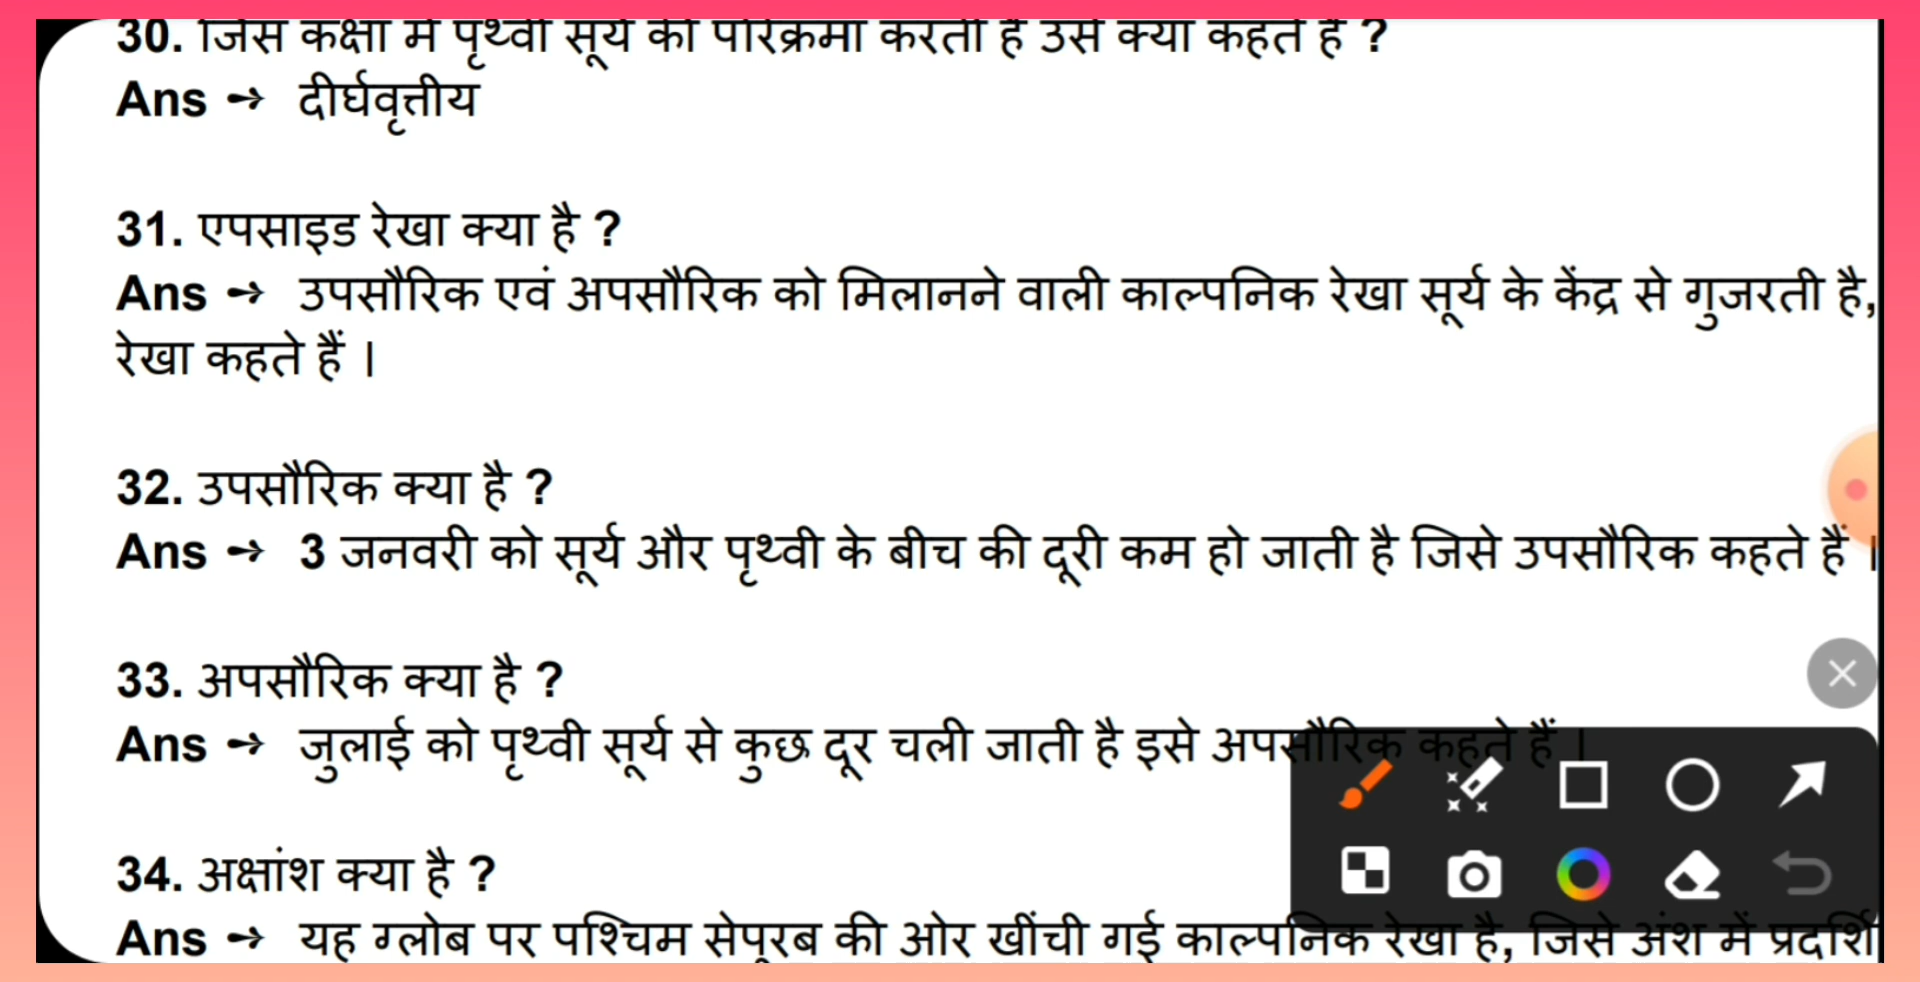 30. जिस कक्षा में पृथ्वी सूर्य की परिक्रमा करती है उसे क्या कहते हैं ?
Ans ➺ दीर्घवृत्तीय
31. एपसाइड रेखा क्या है ?
Ans ➺ उपसौरिक एवं अपसौरिक को मिलानने वाली काल्पनिक रेखा सूर्य के केंद्र से गुजरती है,
रेखा कहते हैं ।
32. उपसौरिक क्या है ?
Ans ➺ 3 जनवरी को सूर्य और पृथ्वी के बीच की दूरी कम हो जाती है जिसे उपसौरिक कहते हैं ।
33. अपसौरिक क्या है ?
Ans ➺ जुलाई को पृथ्वी सूर्य से कुछ दूर चली जाती है इसे अपसौरिक कहते हैं ।
34. अक्षांश क्या है ?
Ans ➺ यह ग्लोब पर पश्चिम सेपूरब की ओर खींची गई काल्पनिक रेखा है, जिसे अंश में